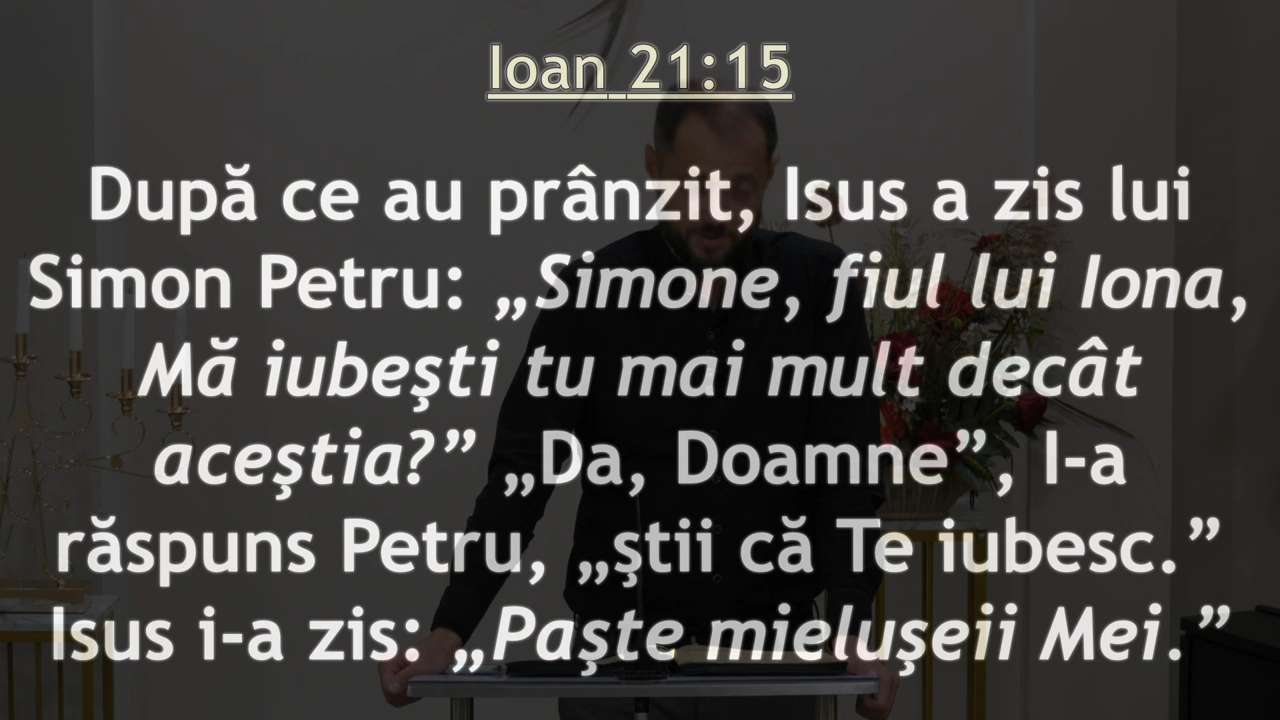 Ioan 21:15
După ce au prânzit, Isus a zis lui
Simon Petru: „Simone, fiul lui Iona,
Mă iubeşti tu mai mult decât
aceştia?” „Da, Doamne”, I-a
răspuns Petru, „ştii că Te iubesc.”
Isus i-a zis: „Paşte mieluşeii Mei.”